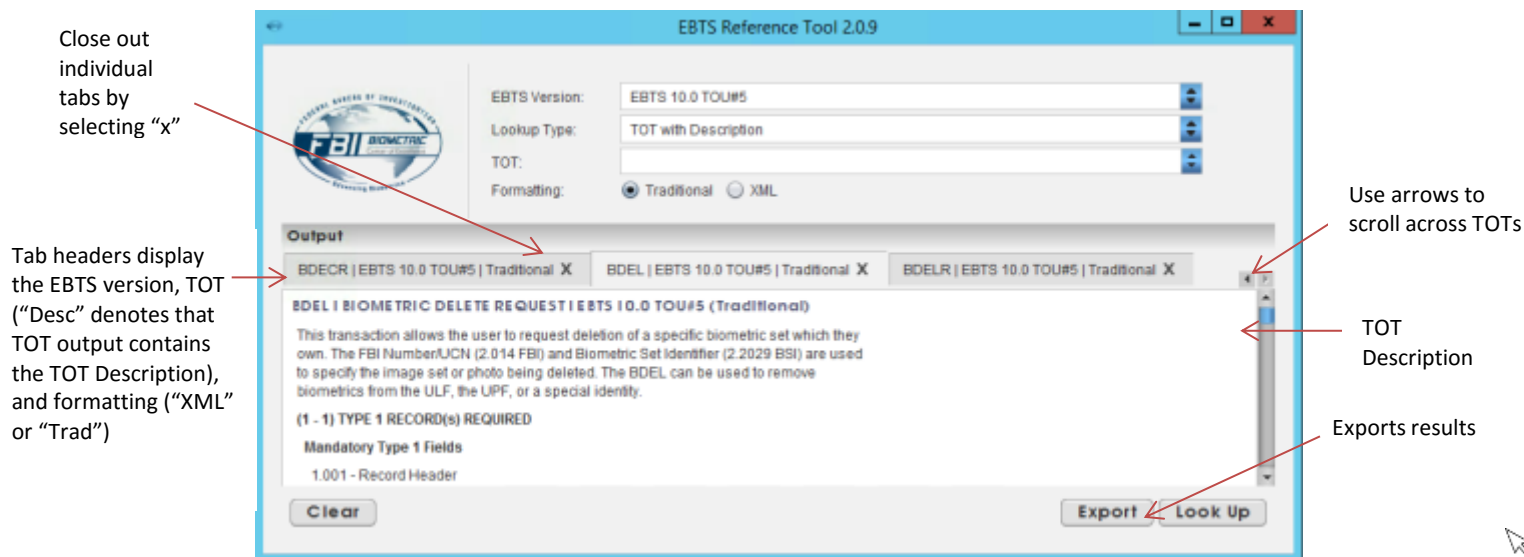 Close out
individual
tabs by
selecting “x”
Tab headers display
the EBTS version, TOT
(“Desc” denotes that
TOT output contains
the TOT Description),
and formatting (“XML”
or “Trad”)
EBTS Reference Tool 2.0.9
FBI BIOMETRIC
EBTS Version: EBTS 10.0 TOU#5
Lookup Type: TOT with Description
TOT:
Formatting: Traditional XML
Output
BDECR | EBTS 10.0 TOU#5 | Traditional X BDEL | EBTS 10.0 TOU#5 | Traditional X BDELR | EBTS 10.0 TOU#5 | Traditional X
BDEL | BIOMETRIC DELETE REQUEST | EBTS 10.0 TOU#5 (Traditional)
This transaction allows the user to request deletion of a specific biometric set which they
own. The FBI Number/UCN (2.014 FBI) and Biometric Set Identifier (2.2029 BSI) are used
to specify the image set or photo being deleted. The BDEL can be used to remove
biometrics from the ULF, the UPF, or a special identity.
(1 - 1) TYPE 1 RECORD(s) REQUIRED
Mandatory Type 1 Fields
1.001 - Record Header
Clear Export Look Up
Use arrows to
scroll across TOTs
TOT
Description
Exports results